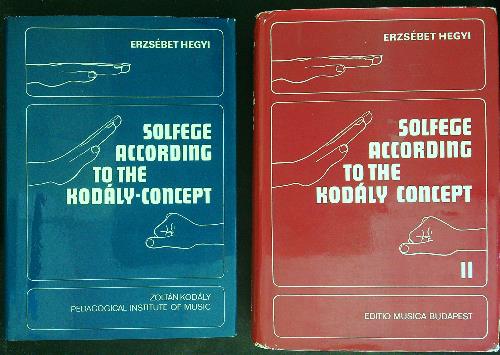 ERZSÉBET HEGYI
SOLFEGE
ACCORDING
TO THE
KODÁLY-CONCEPT
ZOLTÁN KODÁLY
PEDAGOGICAL INSTITUTE OF MUSIC
ERZSÉBET HEGYI
SOLFEGE
ACCORDING
TO THE
KODÁLY CONCEPT
II
EDITIO MUSICA BUDAPEST